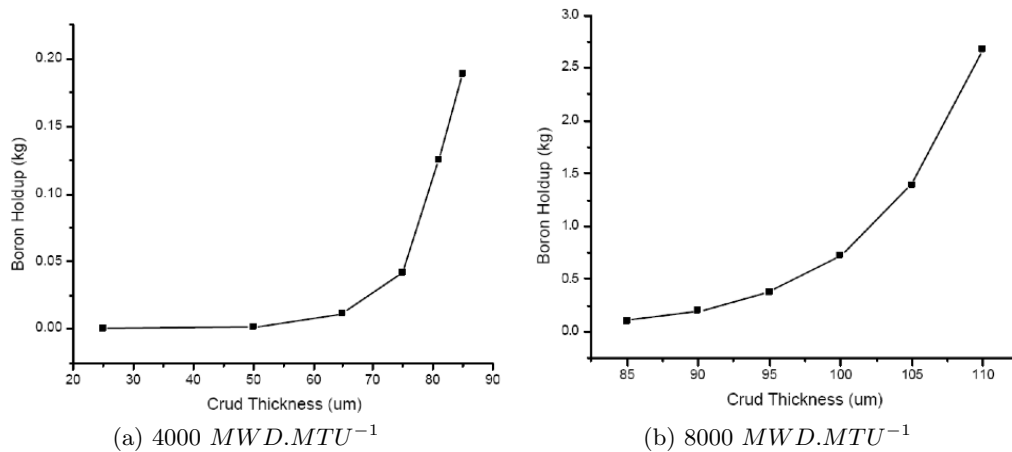 0.20
0.15
0.10
0.05
0.00
Boron Holdup (kg)
20 30 40 50 60 70 80 90
Crud Thickness (um)
(a) 4000 MWD.MTU⁻¹
3.0
2.5
2.0
1.5
1.0
0.5
0.0
Boron Holdup (kg)
85 90 95 100 105 110
Crud Thickness (um)
(b) 8000 MWD.MTU⁻¹